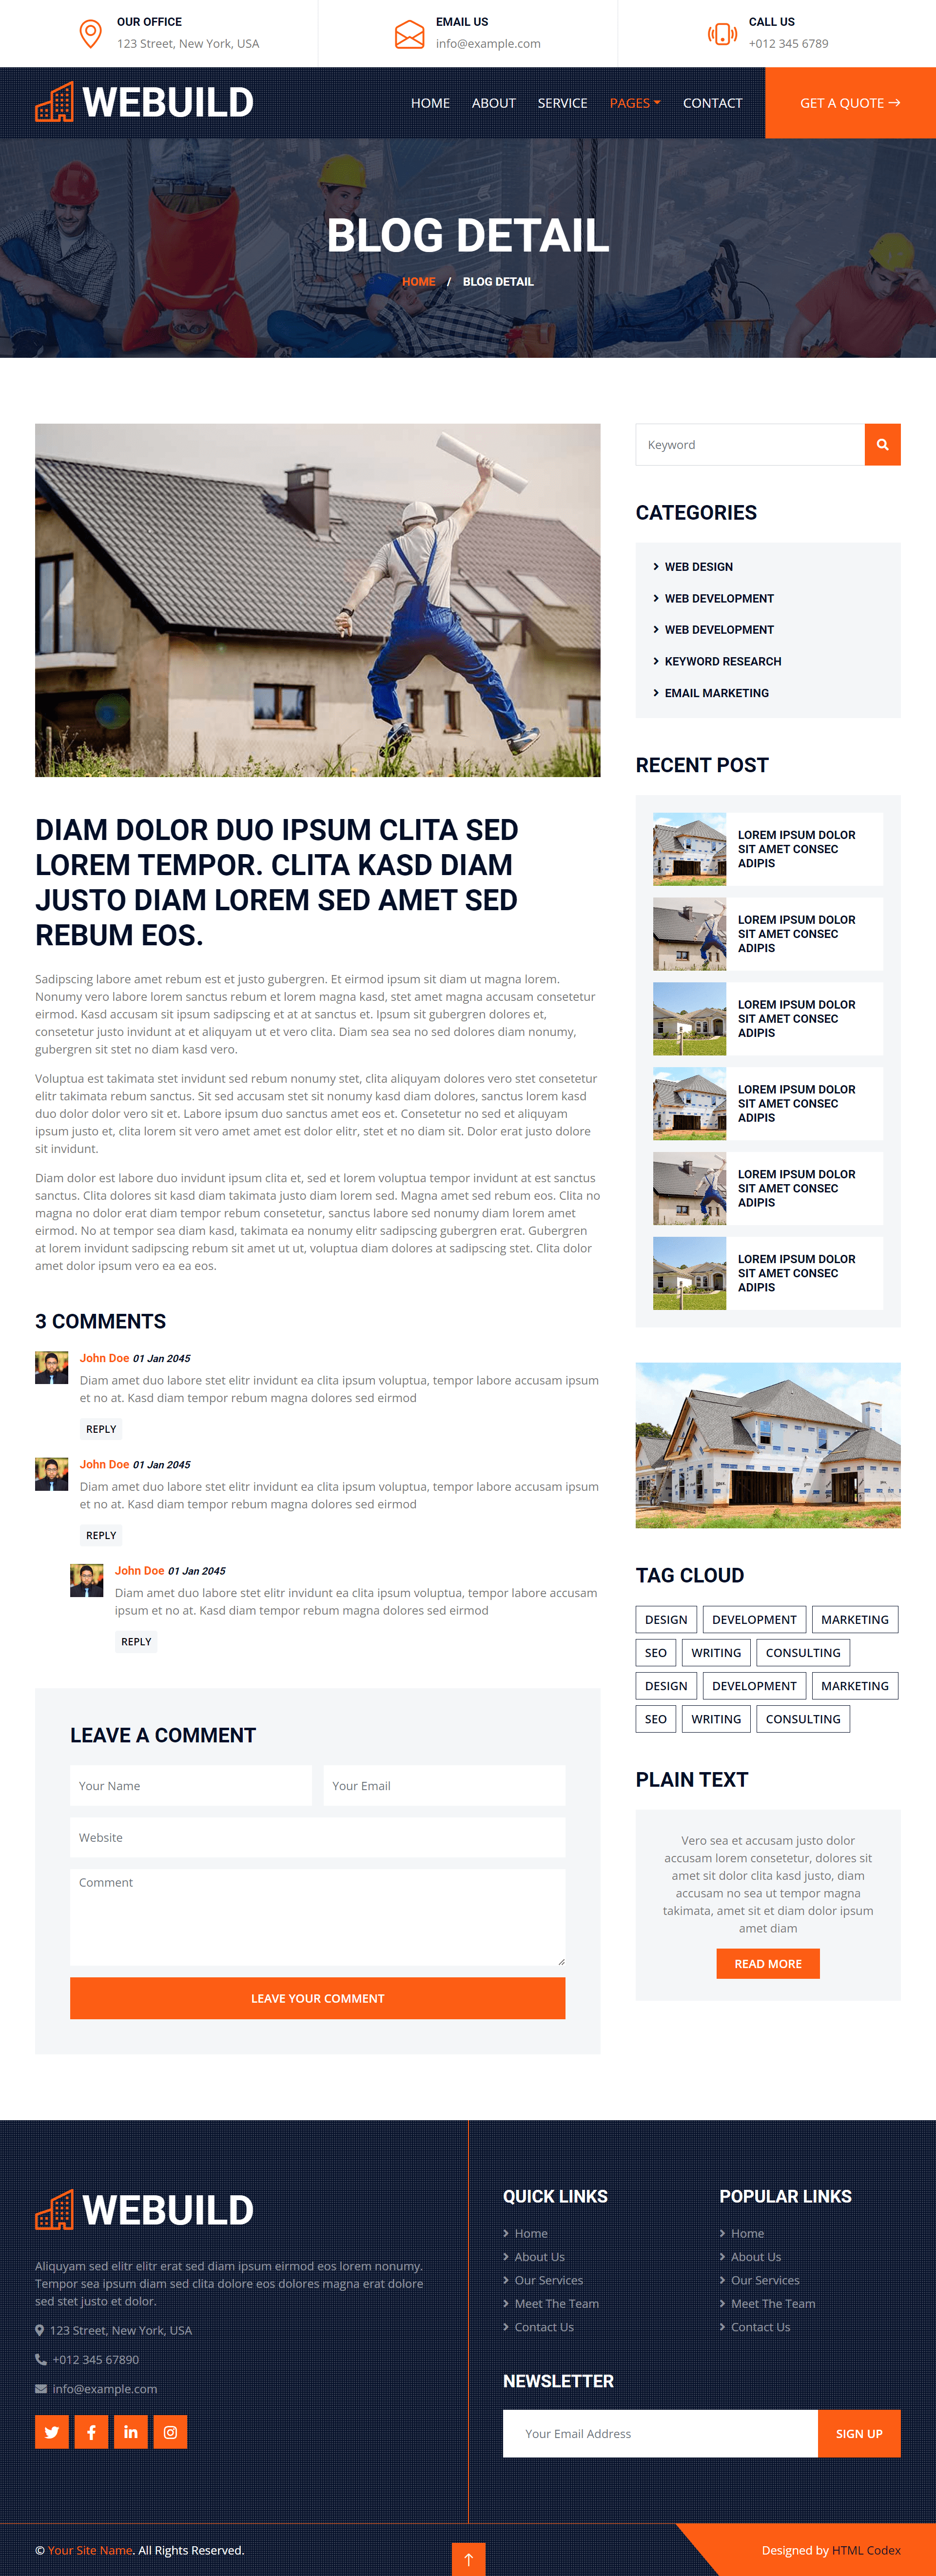 OUR OFFICE
123 Street, New York, USA
EMAIL US
info@example.com
CALL US
+012 345 6789
WEBUILD
HOME
ABOUT
SERVICE
PAGES
CONTACT
GET A QUOTE
BLOG DETAIL
HOME / BLOG DETAIL
DIAM DOLOR DUO IPSUM CLITA SED
LOREM TEMPOR. CLITA KASD DIAM
JUSTO DIAM LOREM SED AMET SED
REBUM EOS.
Sadipscing labore amet rebum est et justo gubergren. Et eirmod ipsum sit diam ut magna lorem.
Nonumy vero labore lorem sanctus rebum et lorem magna kasd, stet amet magna accusam consetetur
eirmod. Kasd accusam sit ipsum sadipscing et at at sanctus et. Ipsum sit gubergren dolores et,
consetetur justo invidunt at et aliquyam ut et vero clita. Diam sea sea no sed dolores diam nonumy,
gubergren sit stet no diam kasd vero.
Voluptua est takimata stet invidunt sed rebum nonumy stet, clita aliquyam dolores vero stet consetetur
elitr takimata rebum sanctus. Sit sed accusam stet sit nonumy kasd diam dolores, sanctus lorem kasd
duo dolor dolor vero sit et. Labore ipsum duo sanctus amet eos et. Consetetur no sed et aliquyam
ipsum justo et, clita lorem sit vero amet amet est dolor elitr, stet et no diam sit. Dolor erat justo dolore
sit invidunt.
Diam dolor est labore duo invidunt ipsum clita et, sed et lorem voluptua tempor invidunt at est sanctus
sanctus. Clita dolores sit kasd diam takimata justo diam lorem sed. Magna amet sed rebum eos. Clita no
magna no dolor erat diam tempor rebum consetetur, sanctus labore sed nonumy diam lorem amet
eirmod. No at tempor sea diam kasd, takimata ea nonumy elitr sadipscing gubergren erat. Gubergren
at lorem invidunt sadipscing rebum sit amet ut ut, voluptua diam dolores at sadipscing stet. Clita dolor
amet dolor ipsum vero ea ea eos.
3 COMMENTS
John Doe 01 Jan 2045
Diam amet duo labore stet elitr invidunt ea clita ipsum voluptua, tempor labore accusam ipsum
et no at. Kasd diam tempor rebum magna dolores sed eirmod
REPLY
John Doe 01 Jan 2045
Diam amet duo labore stet elitr invidunt ea clita ipsum voluptua, tempor labore accusam ipsum
et no at. Kasd diam tempor rebum magna dolores sed eirmod
REPLY
John Doe 01 Jan 2045
Diam amet duo labore stet elitr invidunt ea clita ipsum voluptua, tempor labore accusam
ipsum et no at. Kasd diam tempor rebum magna dolores sed eirmod
REPLY
LEAVE A COMMENT
Your Name
Your Email
Website
Comment
LEAVE YOUR COMMENT
Keyword
CATEGORIES
WEB DESIGN
WEB DEVELOPMENT
WEB DEVELOPMENT
KEYWORD RESEARCH
EMAIL MARKETING
RECENT POST
LOREM IPSUM DOLOR
SIT AMET CONSEC
ADIPIS
LOREM IPSUM DOLOR
SIT AMET CONSEC
ADIPIS
LOREM IPSUM DOLOR
SIT AMET CONSEC
ADIPIS
LOREM IPSUM DOLOR
SIT AMET CONSEC
ADIPIS
LOREM IPSUM DOLOR
SIT AMET CONSEC
ADIPIS
LOREM IPSUM DOLOR
SIT AMET CONSEC
ADIPIS
TAG CLOUD
DESIGN DEVELOPMENT MARKETING
SEO WRITING CONSULTING
DESIGN DEVELOPMENT MARKETING
SEO WRITING CONSULTING
PLAIN TEXT
Vero sea et accusam justo dolor
accusam lorem consetetur, dolores sit
amet sit dolor clita kasd justo, diam
accusam no sea ut tempor magna
takimata, amet sit et diam dolor ipsum
amet diam
READ MORE
WEBUILD
Aliquyam sed elitr elitr erat sed diam ipsum eirmod eos lorem nonumy.
Tempor sea ipsum diam sed clita dolore eos dolores magna erat dolore
sed stet justo et dolor.
123 Street, New York, USA
+012 345 67890
info@example.com
QUICK LINKS
Home
About Us
Our Services
Meet The Team
Contact Us
POPULAR LINKS
Home
About Us
Our Services
Meet The Team
Contact Us
NEWSLETTER
Your Email Address
SIGN UP
© Your Site Name. All Rights Reserved.
Designed by HTML Codex